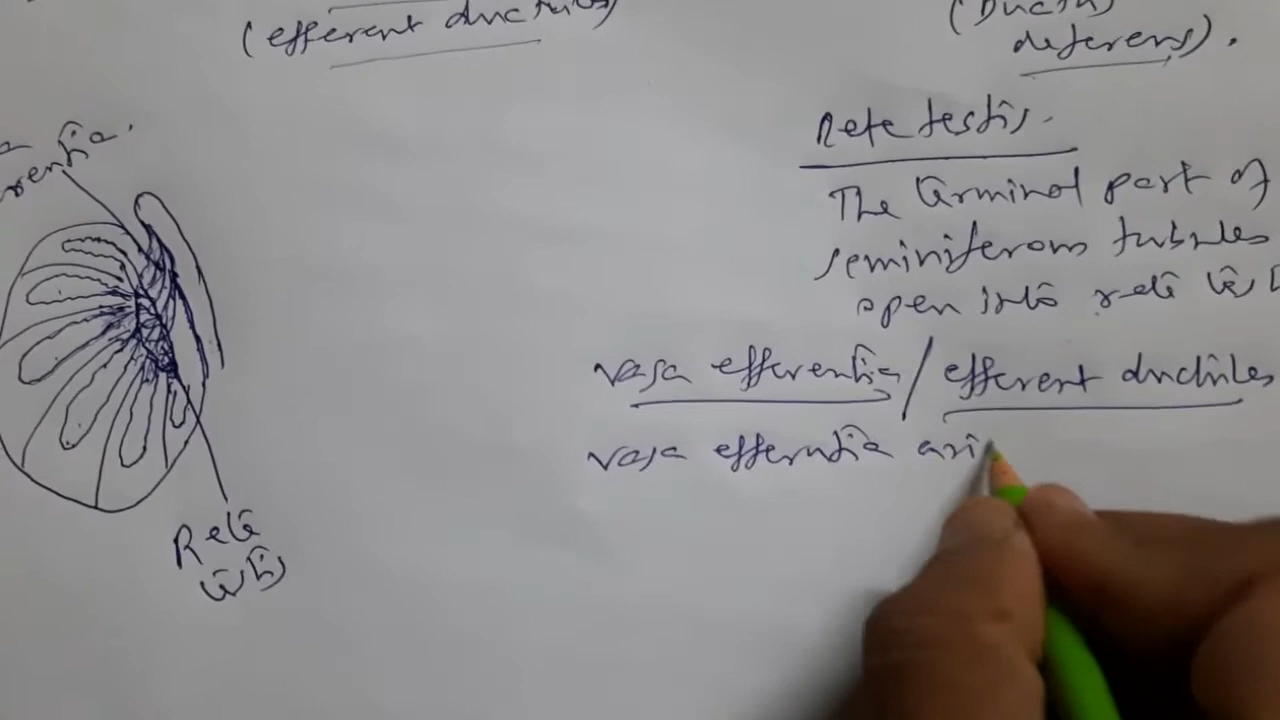 (efferent ductules)
(Ductus
deferens).
rentia.
Rete testis.
The terminal part of
seminiferous tubules
open into rete
vasa efferentia / efferent ductules
vasa efferentia ari
Rete
testis